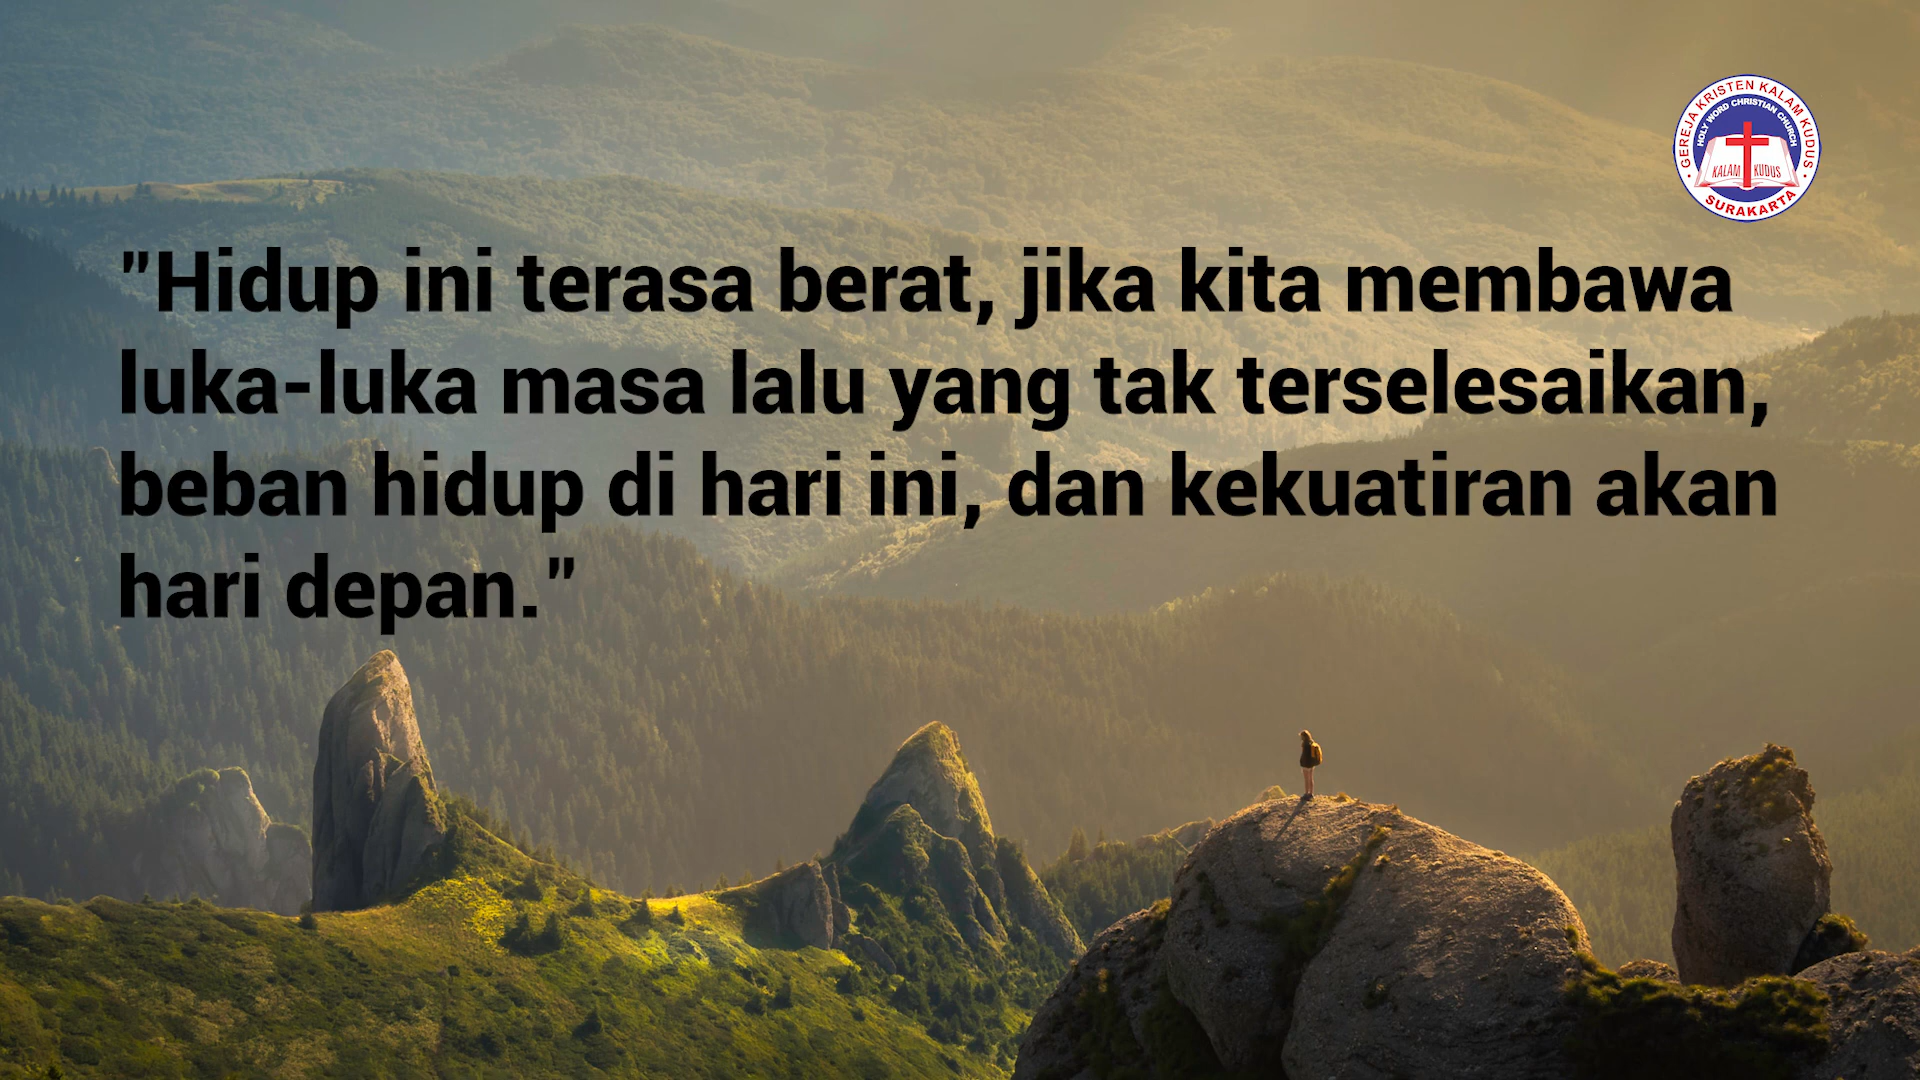 GEREJA KRISTEN KALAM KUDUS
HOLY WORD CHRISTIAN CHURCH
KALAM KUDUS
SURAKARTA
"Hidup ini terasa berat, jika kita membawa
luka-luka masa lalu yang tak terselesaikan,
beban hidup di hari ini, dan kekuatiran akan
hari depan."